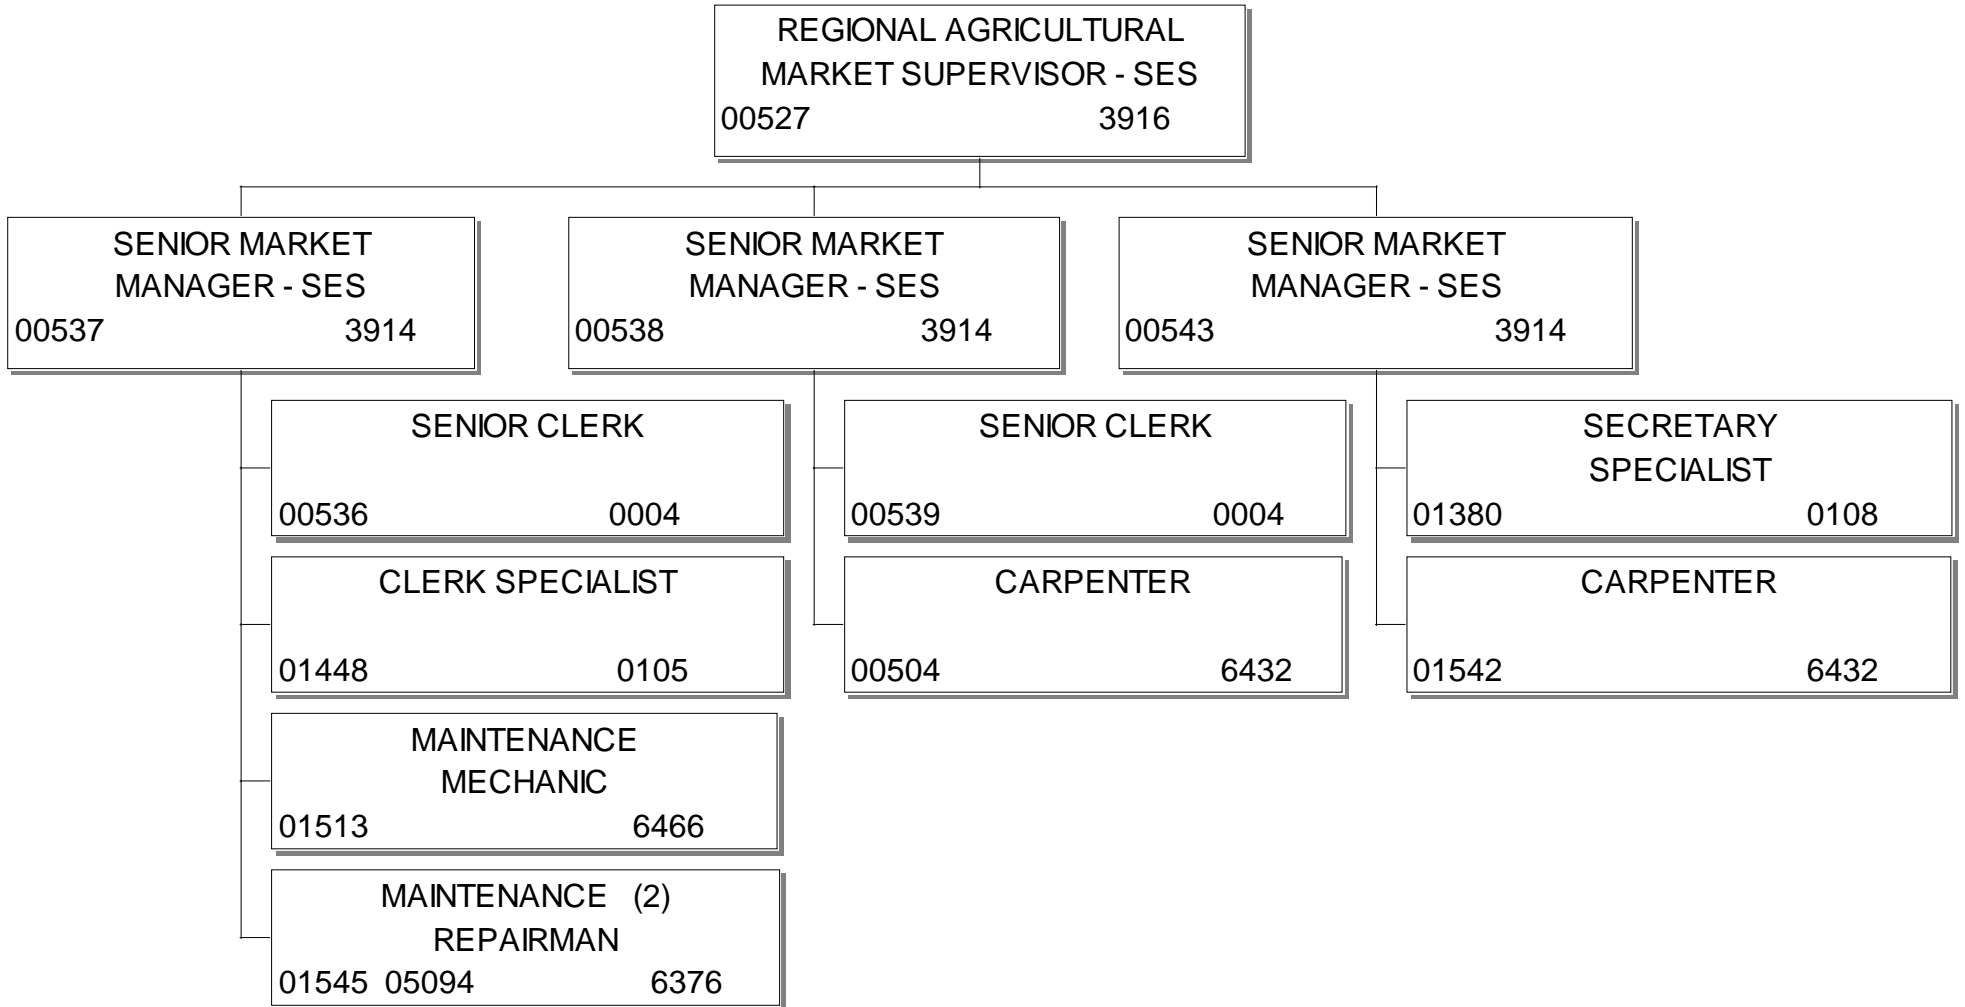 REGIONAL AGRICULTURAL
MARKET SUPERVISOR - SES
00527 3916
SENIOR MARKET
MANAGER - SES
00537 3914
SENIOR MARKET
MANAGER - SES
00538 3914
SENIOR MARKET
MANAGER - SES
00543 3914
SENIOR CLERK
00536 0004
CLERK SPECIALIST
01448 0105
MAINTENANCE
MECHANIC
01513 6466
MAINTENANCE (2)
REPAIRMAN
01545 05094 6376
SENIOR CLERK
00539 0004
CARPENTER
00504 6432
SECRETARY
SPECIALIST
01380 0108
CARPENTER
01542 6432